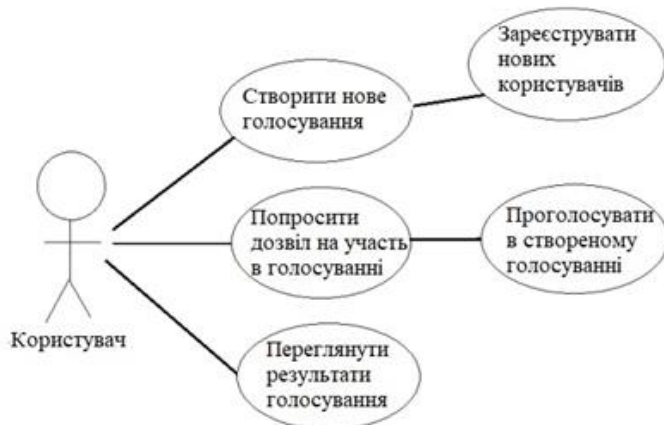 Зареєструвати
нових
користувачів
Створити нове
голосування
Попросити
дозвіл на участь
в голосуванні
Проголосувати
в створеному
голосуванні
Користувач
Переглянути
результати
голосування